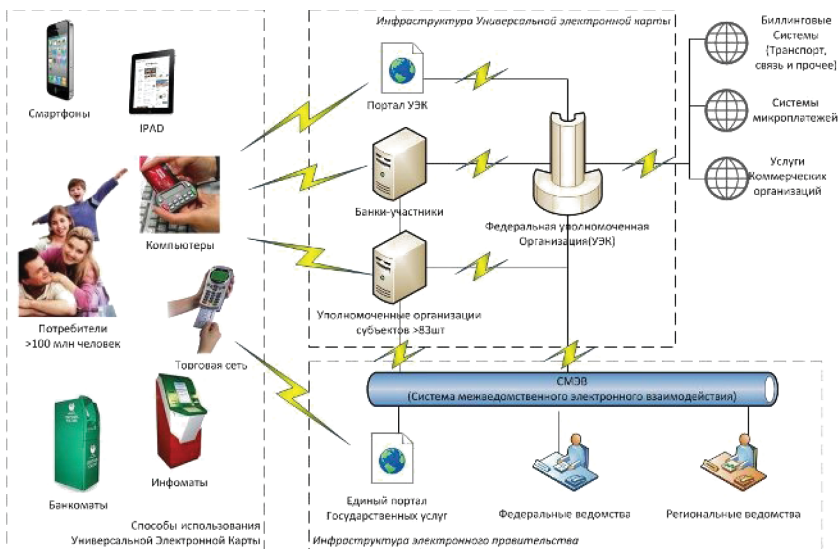 Инфраструктура Универсальной электронной карты
Смартфоны
IPAD
Компьютеры
Потребители
>100 млн человек
Торговая сеть
Банкоматы
Инфоматы
Способы использования
Универсальной Электронной Карты
Портал УЭК
Банки-участники
Уполномоченные организации
субъектов >83шт
Федеральная уполномоченная
Организация(УЭК)
Биллинговые
Системы
(Транспорт,
связь и прочее)
Системы
микроплатежей
Услуги
Коммерческих
организаций
СМЭВ
(Система межведомственного электронного взаимодействия)
Единый портал
Государственных услуг
Федеральные ведомства
Региональные ведомства
Инфраструктура электронного правительства